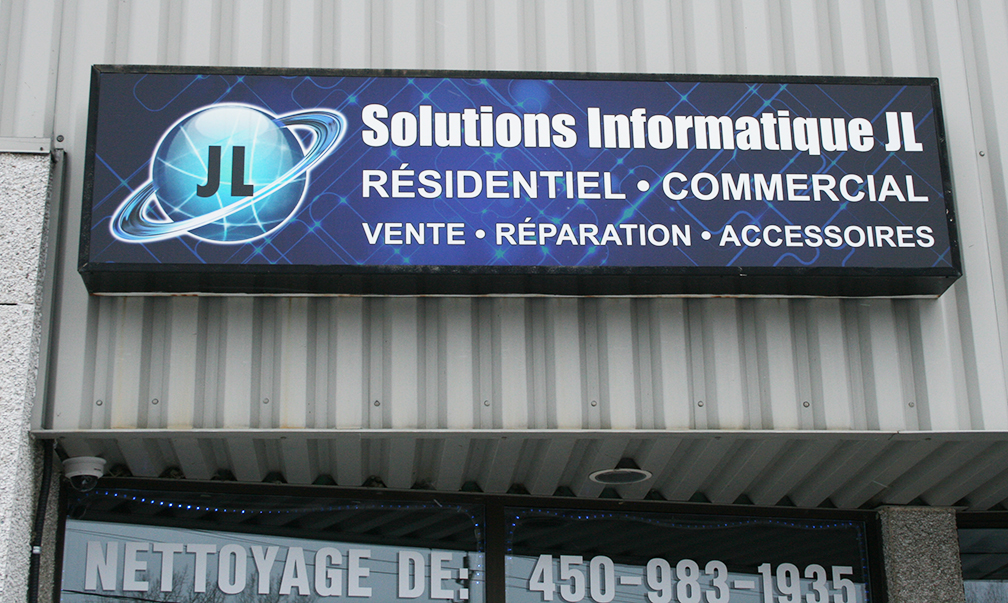 JL
Solutions Informatique JL
RÉSIDENTIEL • COMMERCIAL
VENTE • RÉPARATION • ACCESSOIRES
NETTOYAGE DE: 450-983-1935